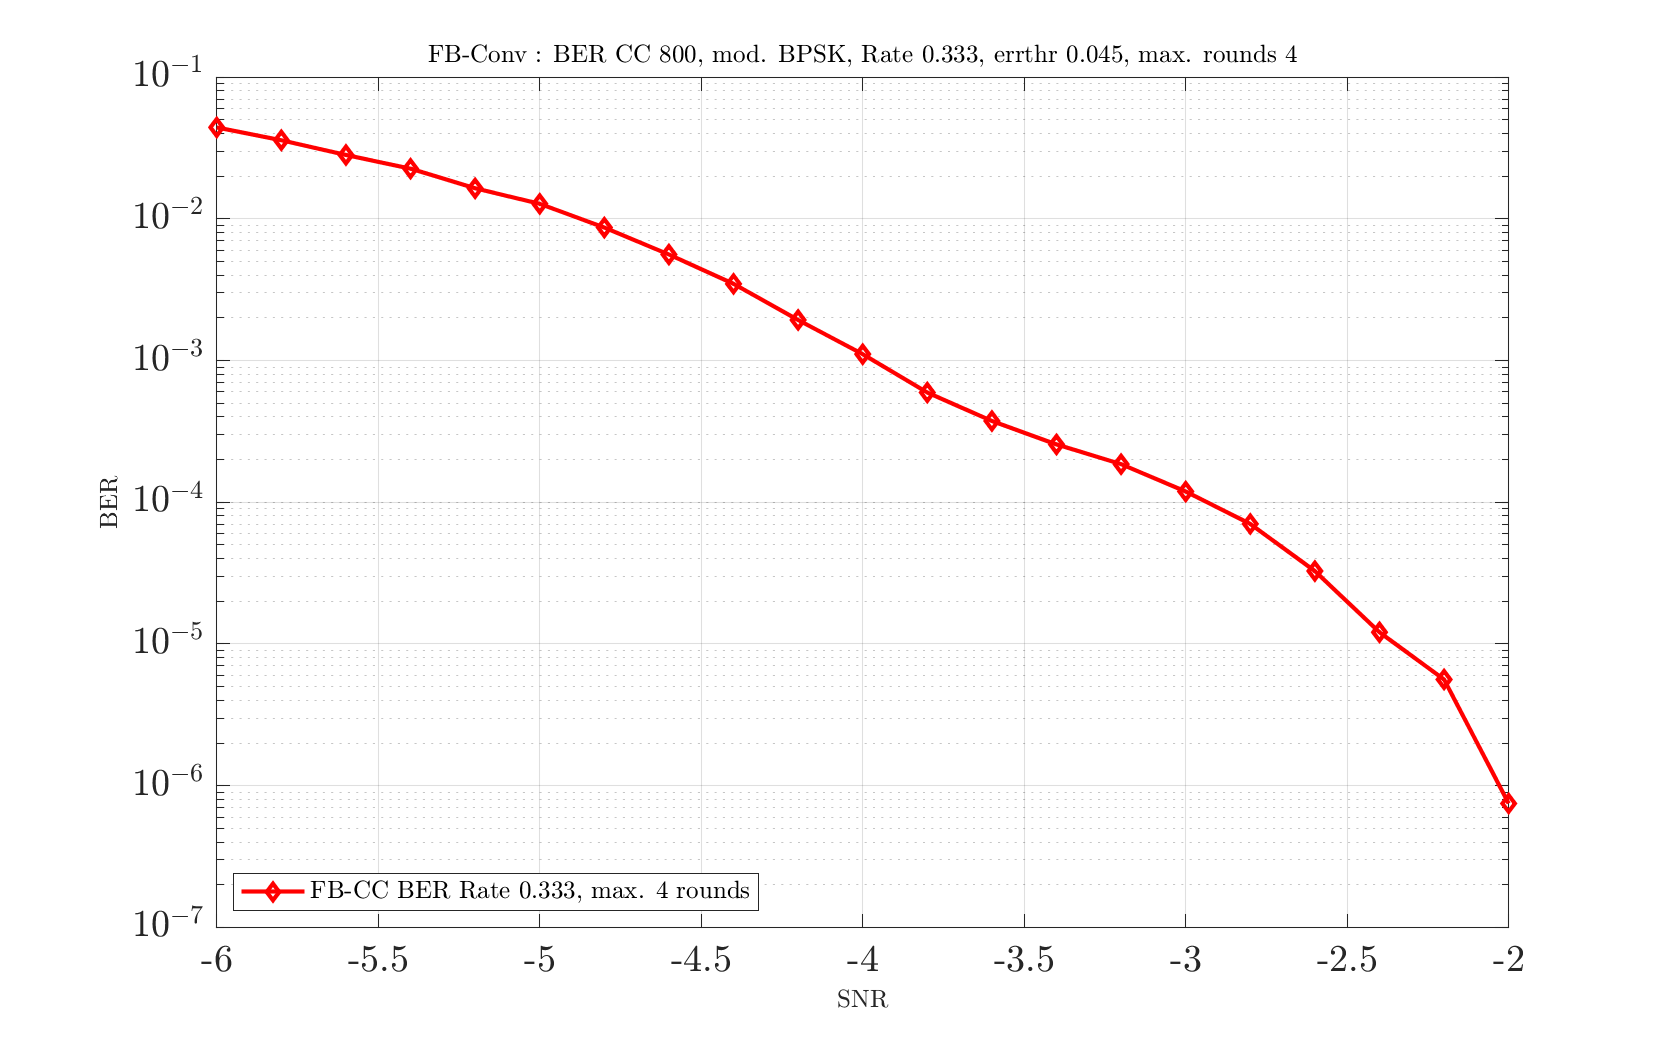 FB-Conv : BER CC 800, mod. BPSK, Rate 0.333, errthr 0.045, max. rounds 4
10^{-1}
10^{-2}
10^{-3}
10^{-4}
10^{-5}
10^{-6}
10^{-7}
BER
FB-CC BER Rate 0.333, max. 4 rounds
-6 -5.5 -5 -4.5 -4 -3.5 -3 -2.5 -2
SNR